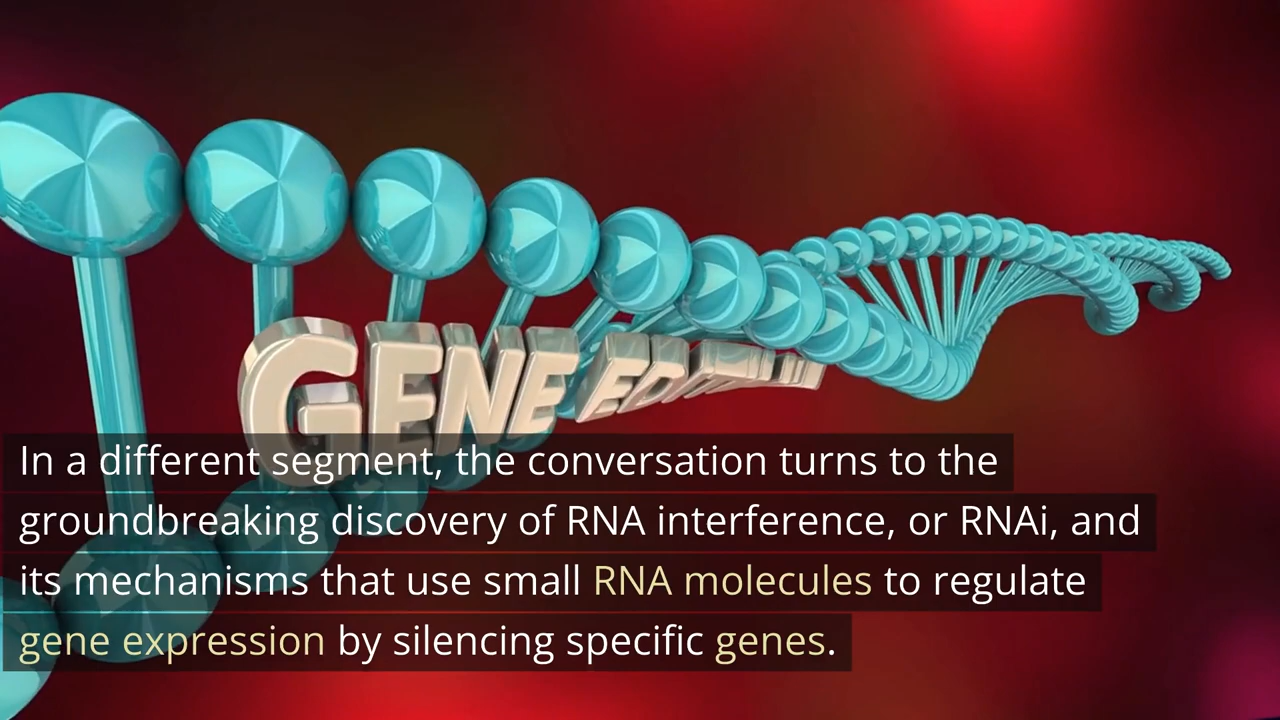 GENE EDITING
In a different segment, the conversation turns to the
groundbreaking discovery of RNA interference, or RNAi, and
its mechanisms that use small RNA molecules to regulate
gene expression by silencing specific genes.